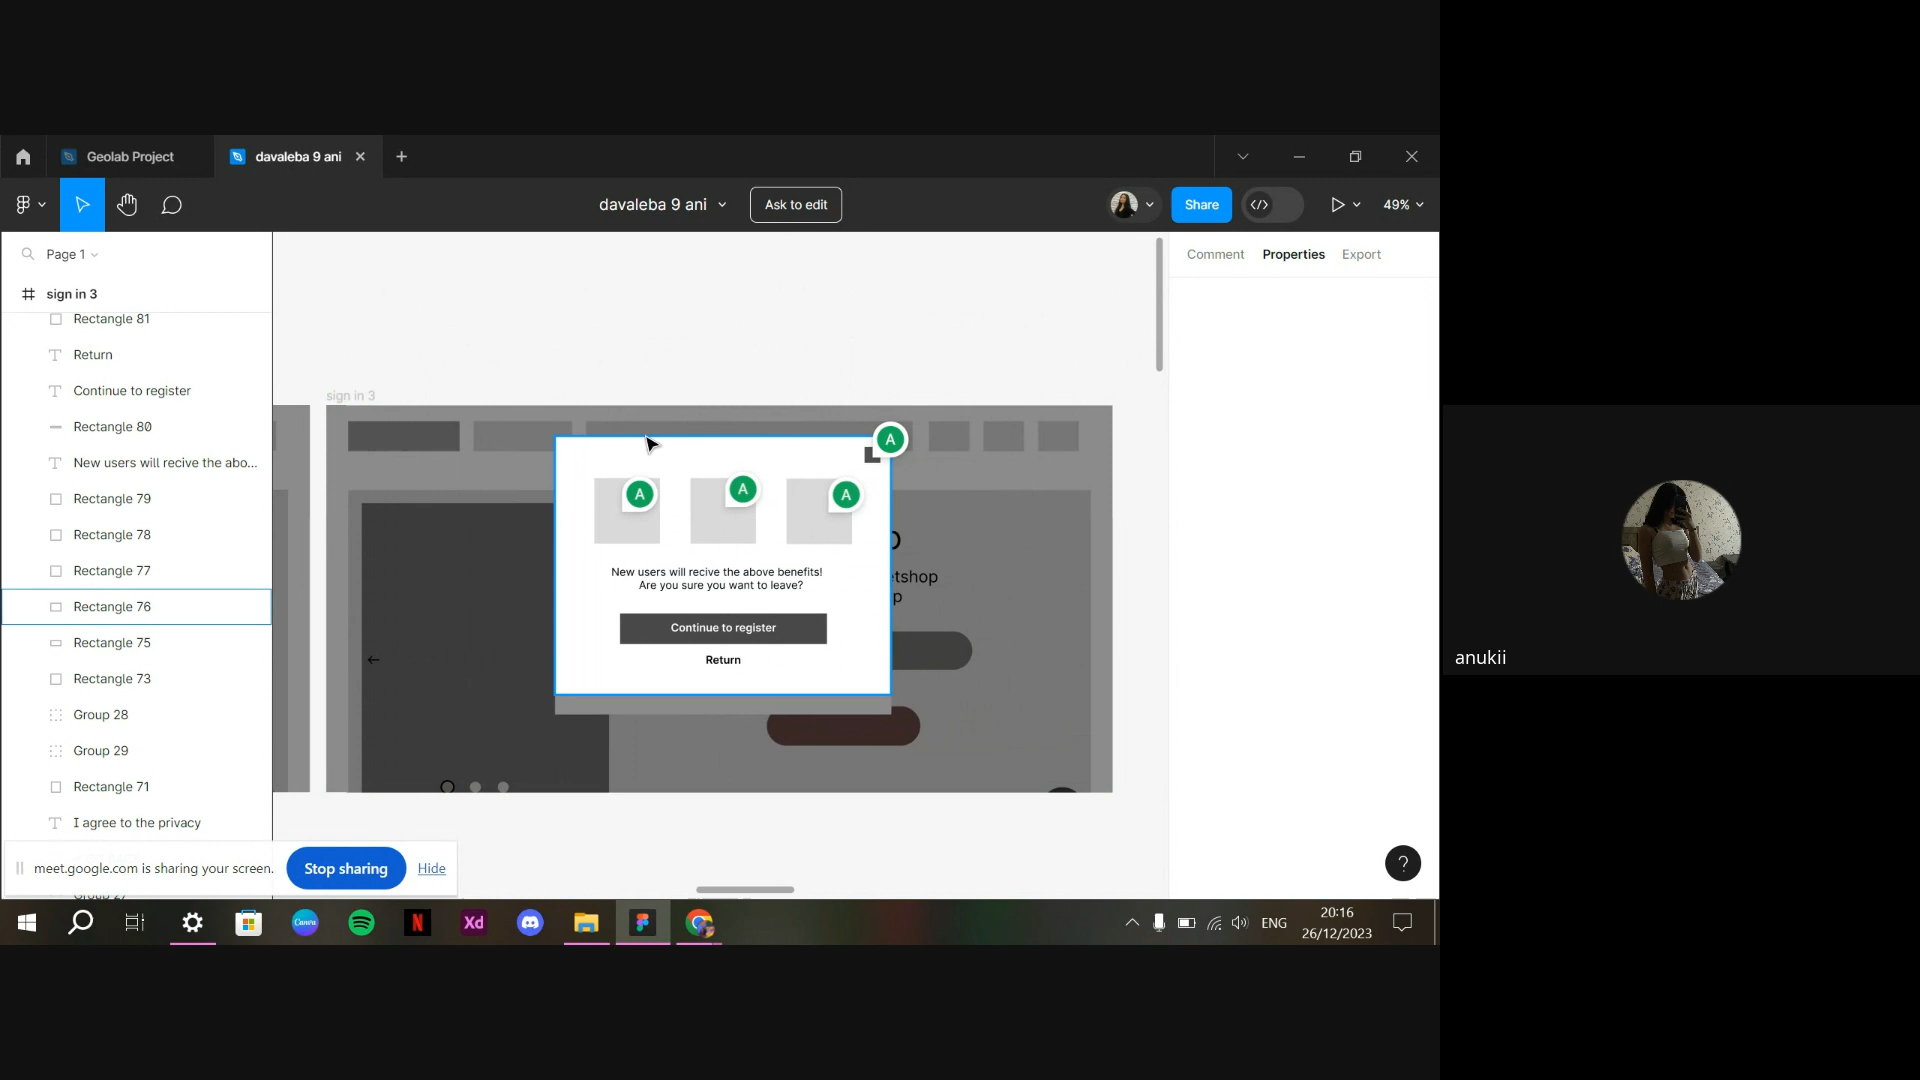 Geolab Project
davaleba 9 ani
davaleba 9 ani
Ask to edit
Share
49%
Page 1
sign in 3
Rectangle 81
Return
Continue to register
Rectangle 80
New users will recive the abo...
Rectangle 79
Rectangle 78
Rectangle 77
Rectangle 76
Rectangle 75
Rectangle 73
Group 28
Group 29
Rectangle 71
I agree to the privacy
Group 27
sign in 3
A
A
A
A
New users will recive the above benefits!
Are you sure you want to leave?
Continue to register
Return
etshop
p
Comment
Properties
Export
?
meet.google.com is sharing your screen.
Stop sharing
Hide
Canva
N
Xd
ENG
20:16
26/12/2023
anukii